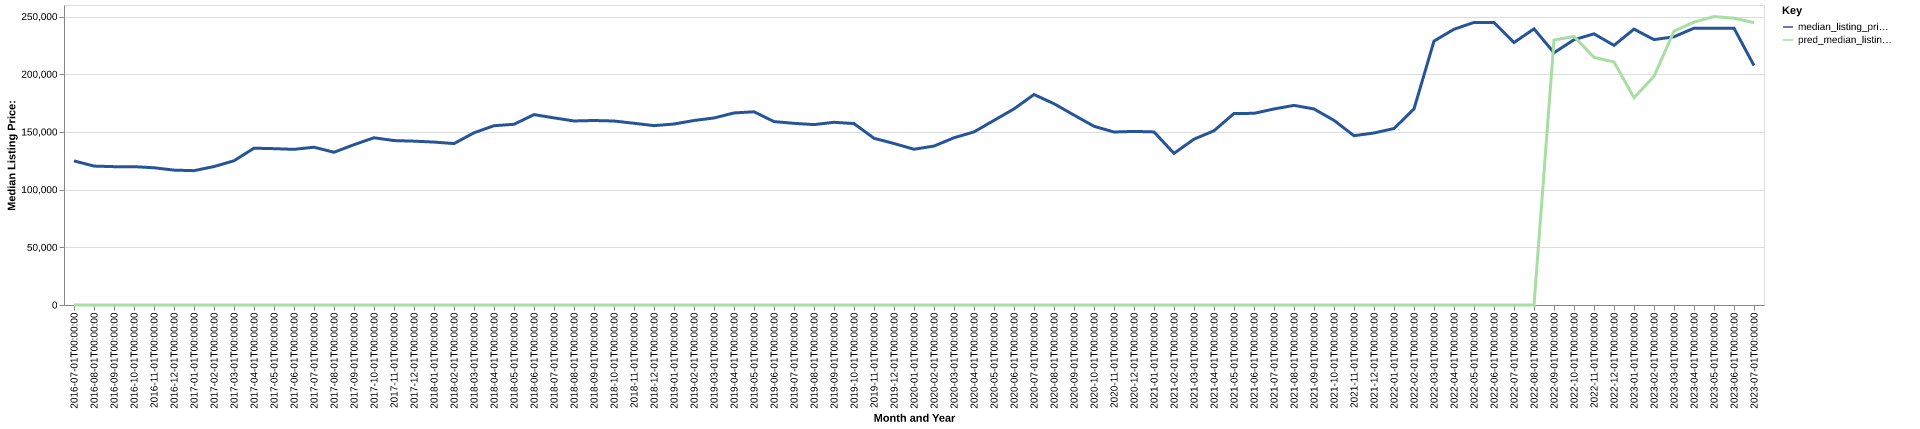 Median Listing Price:
250,000
200,000
150,000
100,000
50,000
0
2016-07-01T00:00:00
2016-08-01T00:00:00
2016-09-01T00:00:00
2016-10-01T00:00:00
2016-11-01T00:00:00
2016-12-01T00:00:00
2017-01-01T00:00:00
2017-02-01T00:00:00
2017-03-01T00:00:00
2017-04-01T00:00:00
2017-05-01T00:00:00
2017-06-01T00:00:00
2017-07-01T00:00:00
2017-08-01T00:00:00
2017-09-01T00:00:00
2017-10-01T00:00:00
2017-11-01T00:00:00
2017-12-01T00:00:00
2018-01-01T00:00:00
2018-02-01T00:00:00
2018-03-01T00:00:00
2018-04-01T00:00:00
2018-05-01T00:00:00
2018-06-01T00:00:00
2018-07-01T00:00:00
2018-08-01T00:00:00
2018-09-01T00:00:00
2018-10-01T00:00:00
2018-11-01T00:00:00
2018-12-01T00:00:00
2019-01-01T00:00:00
2019-02-01T00:00:00
2019-03-01T00:00:00
2019-04-01T00:00:00
2019-05-01T00:00:00
2019-06-01T00:00:00
2019-07-01T00:00:00
2019-08-01T00:00:00
2019-09-01T00:00:00
2019-10-01T00:00:00
2019-11-01T00:00:00
2019-12-01T00:00:00
2020-01-01T00:00:00
2020-02-01T00:00:00
2020-03-01T00:00:00
2020-04-01T00:00:00
2020-05-01T00:00:00
2020-06-01T00:00:00
2020-07-01T00:00:00
2020-08-01T00:00:00
2020-09-01T00:00:00
2020-10-01T00:00:00
2020-11-01T00:00:00
2020-12-01T00:00:00
2021-01-01T00:00:00
2021-02-01T00:00:00
2021-03-01T00:00:00
2021-04-01T00:00:00
2021-05-01T00:00:00
2021-06-01T00:00:00
2021-07-01T00:00:00
2021-08-01T00:00:00
2021-09-01T00:00:00
2021-10-01T00:00:00
2021-11-01T00:00:00
2021-12-01T00:00:00
2022-01-01T00:00:00
2022-02-01T00:00:00
2022-03-01T00:00:00
2022-04-01T00:00:00
2022-05-01T00:00:00
2022-06-01T00:00:00
2022-07-01T00:00:00
2022-08-01T00:00:00
2022-09-01T00:00:00
2022-10-01T00:00:00
2022-11-01T00:00:00
2022-12-01T00:00:00
2023-01-01T00:00:00
2023-02-01T00:00:00
2023-03-01T00:00:00
2023-04-01T00:00:00
2023-05-01T00:00:00
2023-06-01T00:00:00
2023-07-01T00:00:00
Month and Year
Key
median_listing_pri…
pred_median_listin…